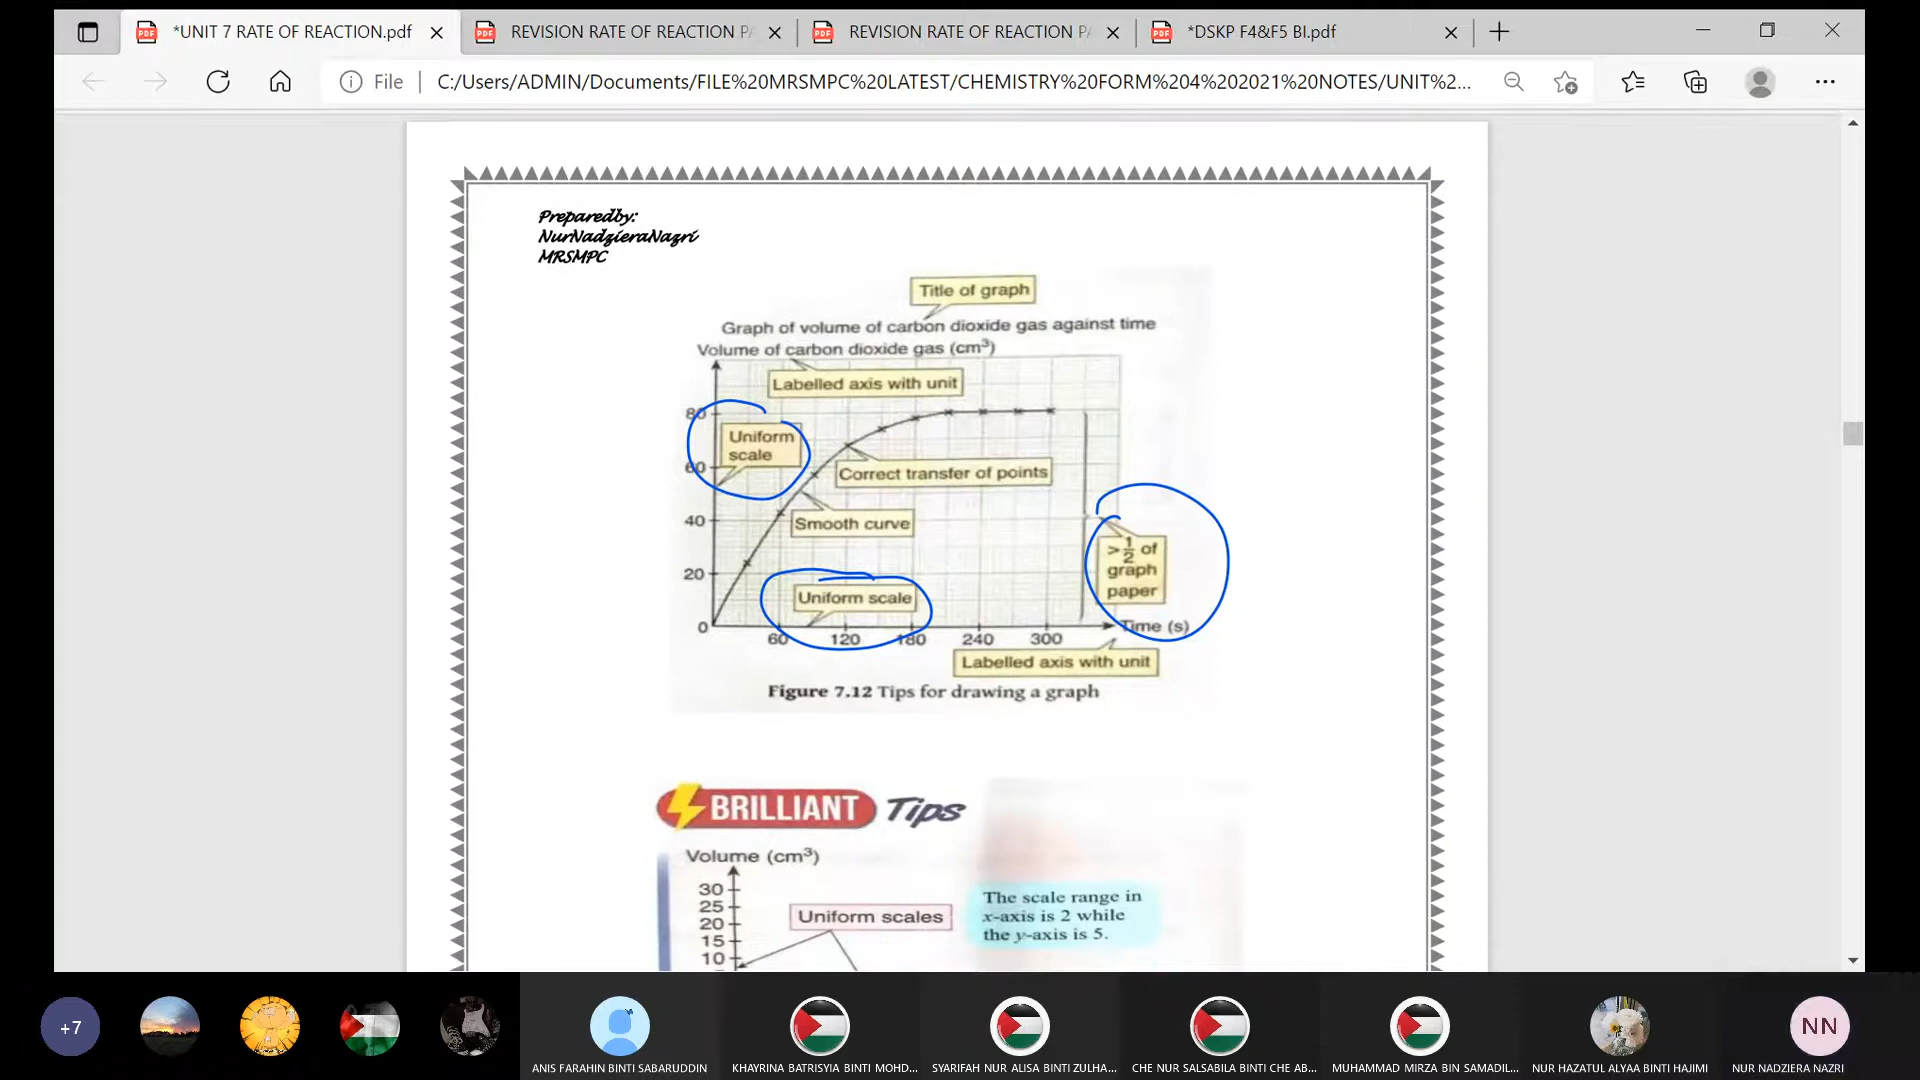 *UNIT 7 RATE OF REACTION.pdf
REVISION RATE OF REACTION P
REVISION RATE OF REACTION P
*DSKP F4&F5 BI.pdf
File
C:/Users/ADMIN/Documents/FILE%20MRSMPC%20LATEST/CHEMISTRY%20FORM%204%202021%20NOTES/UNIT%2...
Preparedby:
NurNadzieraNazri
MRSMPC
Title of graph
Graph of volume of carbon dioxide gas against time
Volume of carbon dioxide gas (cm³)
Labelled axis with unit
80
Uniform
scale
60
Correct transfer of points
40
Smooth curve
>1/2 of
graph
paper
20
Uniform scale
0
Time (s)
60 120 180 240 300
Labelled axis with unit
Figure 7.12 Tips for drawing a graph
BRILLIANT Tips
Volume (cm³)
30
25
20
15
10
Uniform scales
The scale range in
x-axis is 2 while
the y-axis is 5.
+7
NN
ANIS FARAHIN BINTI SABARUDDIN
KHAYRINA BATRISYIA BINTI MOHD...
SYARIFAH NUR ALISA BINTI ZULHA...
CHE NUR SALSABILA BINTI CHE AB...
MUHAMMAD MIRZA BIN SAMADIL...
NUR HAZATUL ALYAA BINTI HAJIMI
NUR NADZIERA NAZRI